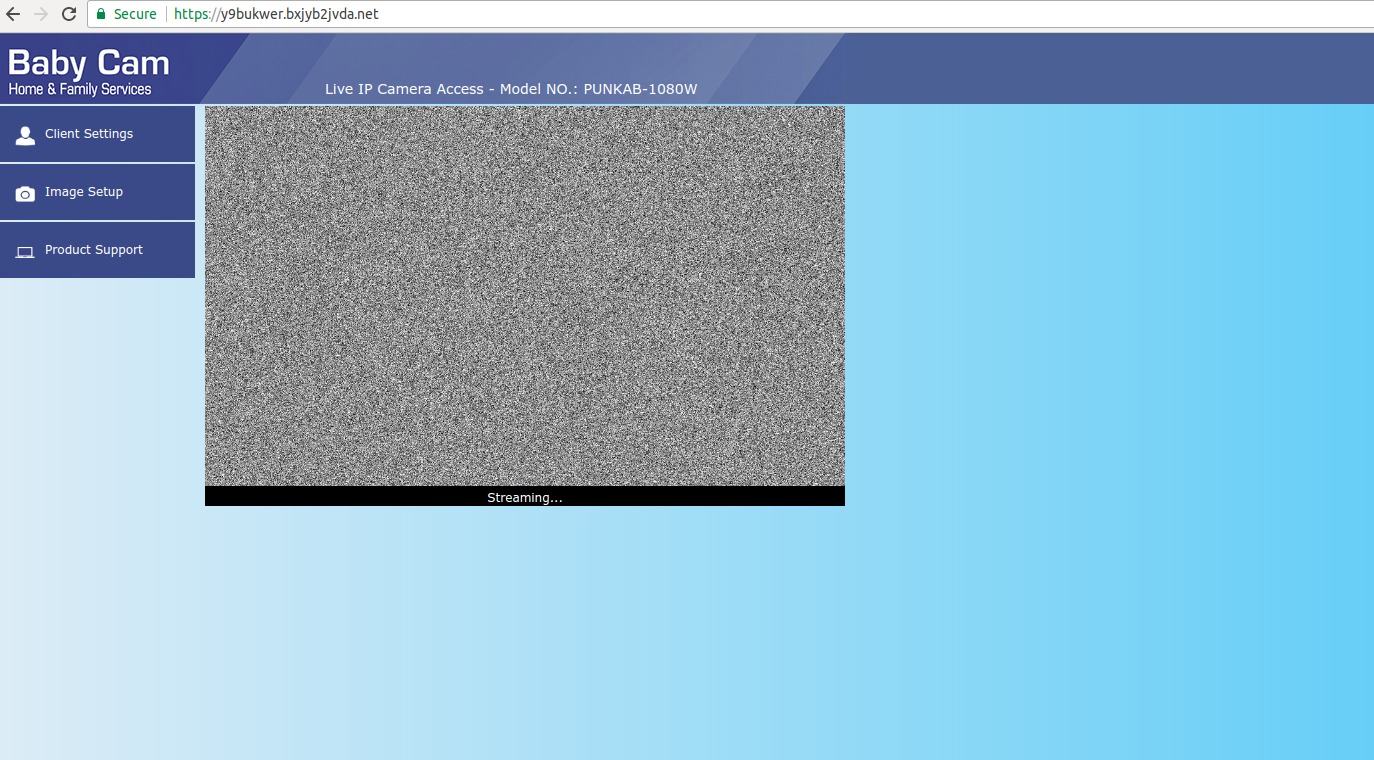 Secure https://y9bukwer.bxjyb2jvda.net
Baby Cam
Home & Family Services
Live IP Camera Access - Model NO.: PUNKAB-1080W
Client Settings
Image Setup
Product Support
Streaming...